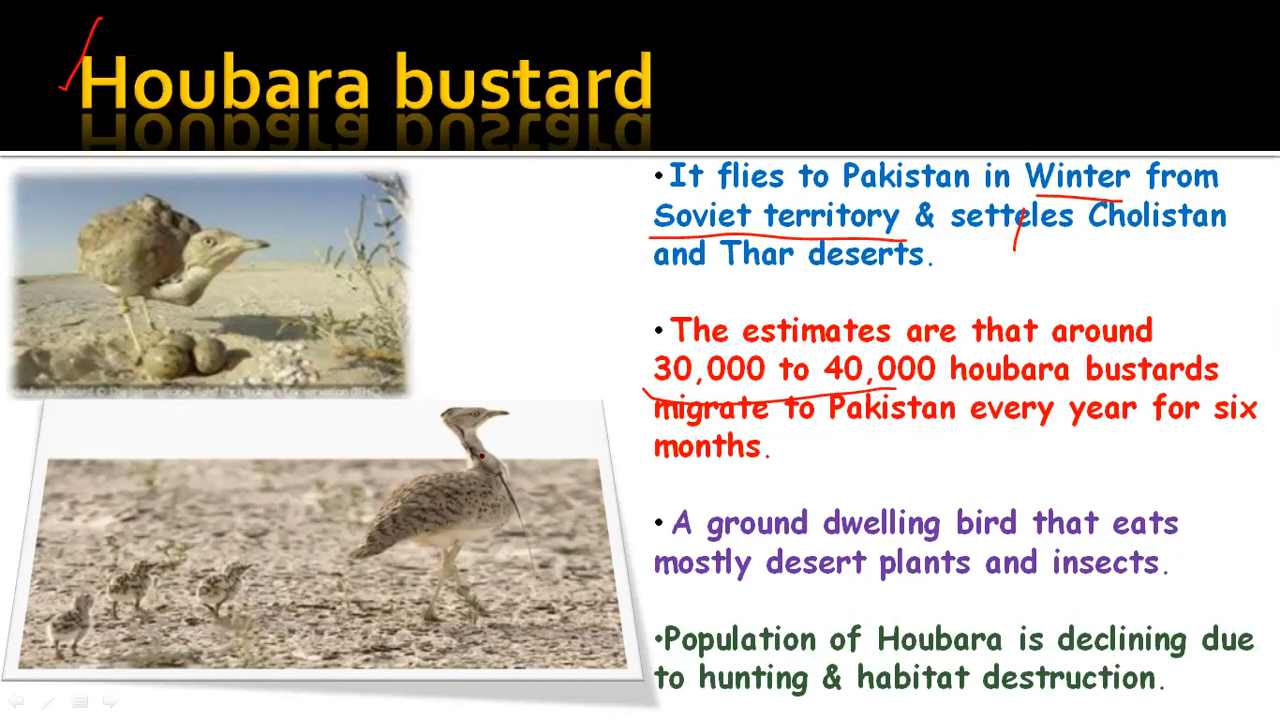 Houbara bustard
•It flies to Pakistan in Winter from
Soviet territory & setteles Cholistan
and Thar deserts.
•The estimates are that around
30,000 to 40,000 houbara bustards
migrate to Pakistan every year for six
months.
•A ground dwelling bird that eats
mostly desert plants and insects.
•Population of Houbara is declining due
to hunting & habitat destruction.